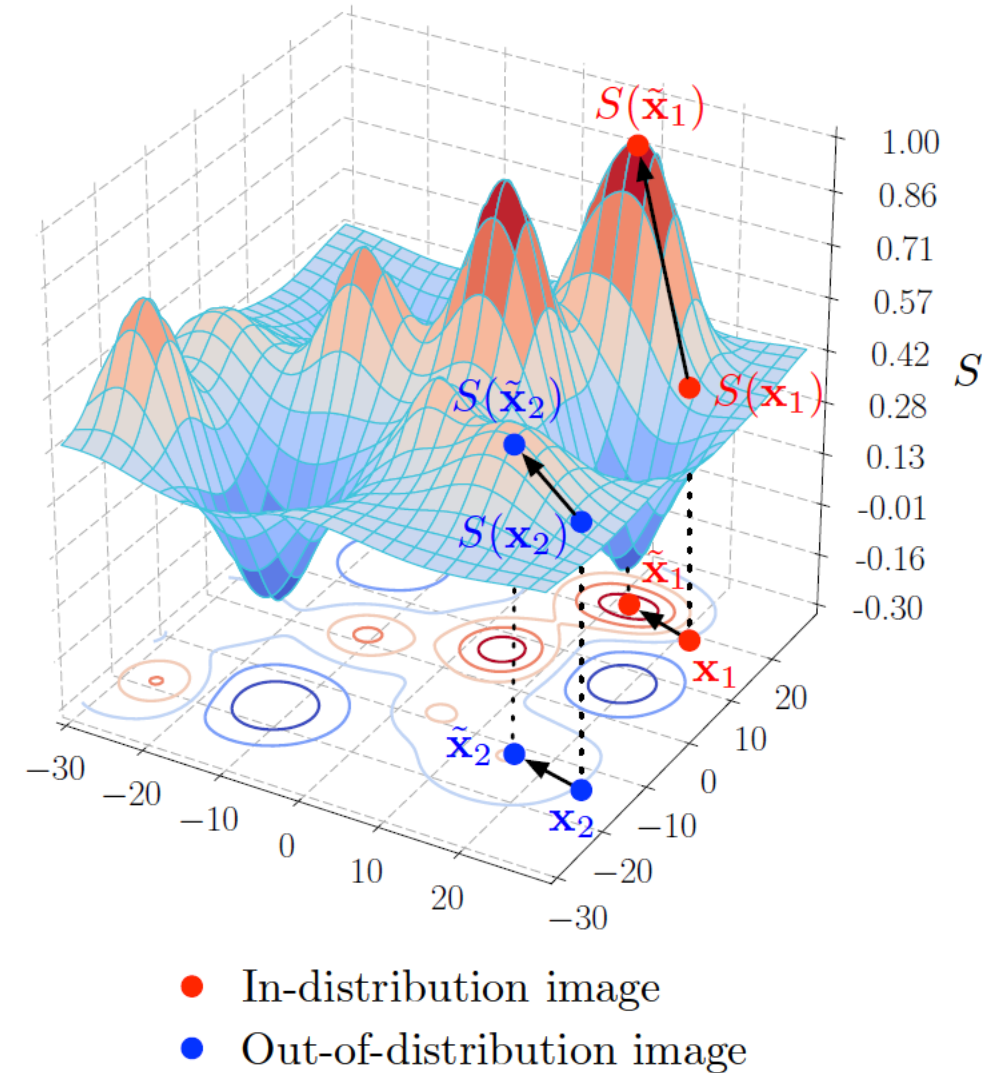 S(x̃₁)
1.00
0.86
0.71
0.57
0.42
S
S(x̃₂)
S(x₁)
0.28
0.13
-0.01
S(x₂)
-0.16
x̃₁
-0.30
x₁
20
10
x̃₂
−30
0
−20
x₂
−10
−10
0
−20
10
20
−30
In-distribution image
Out-of-distribution image